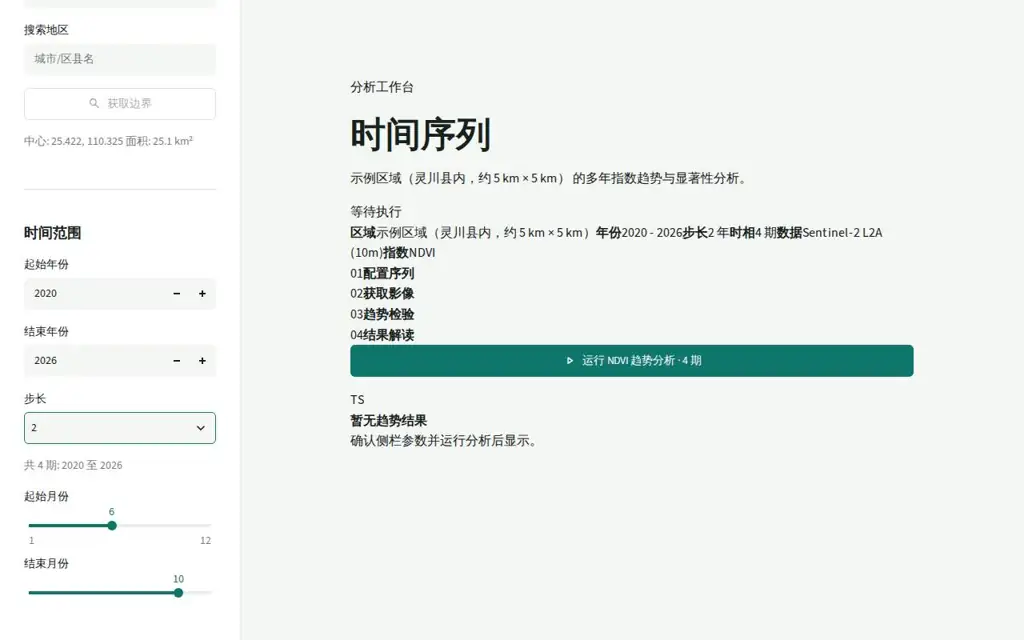 搜索地区
城市/区县名
获取边界
中心: 25.422, 110.325 面积: 25.1 km²
时间范围
起始年份
2020
结束年份
2026
步长
2
共 4 期: 2020 至 2026
起始月份
6
1 12
结束月份
10
分析工作台
时间序列
示例区域（灵川县内，约 5 km × 5 km） 的多年指数趋势与显著性分析。
等待执行
区域示例区域（灵川县内，约 5 km × 5 km）年份2020 - 2026步长2 年时相4 期数据Sentinel-2 L2A
(10m)指数NDVI
01配置序列
02获取影像
03趋势检验
04结果解读
运行 NDVI 趋势分析 · 4 期
TS
暂无趋势结果
确认侧栏参数并运行分析后显示。